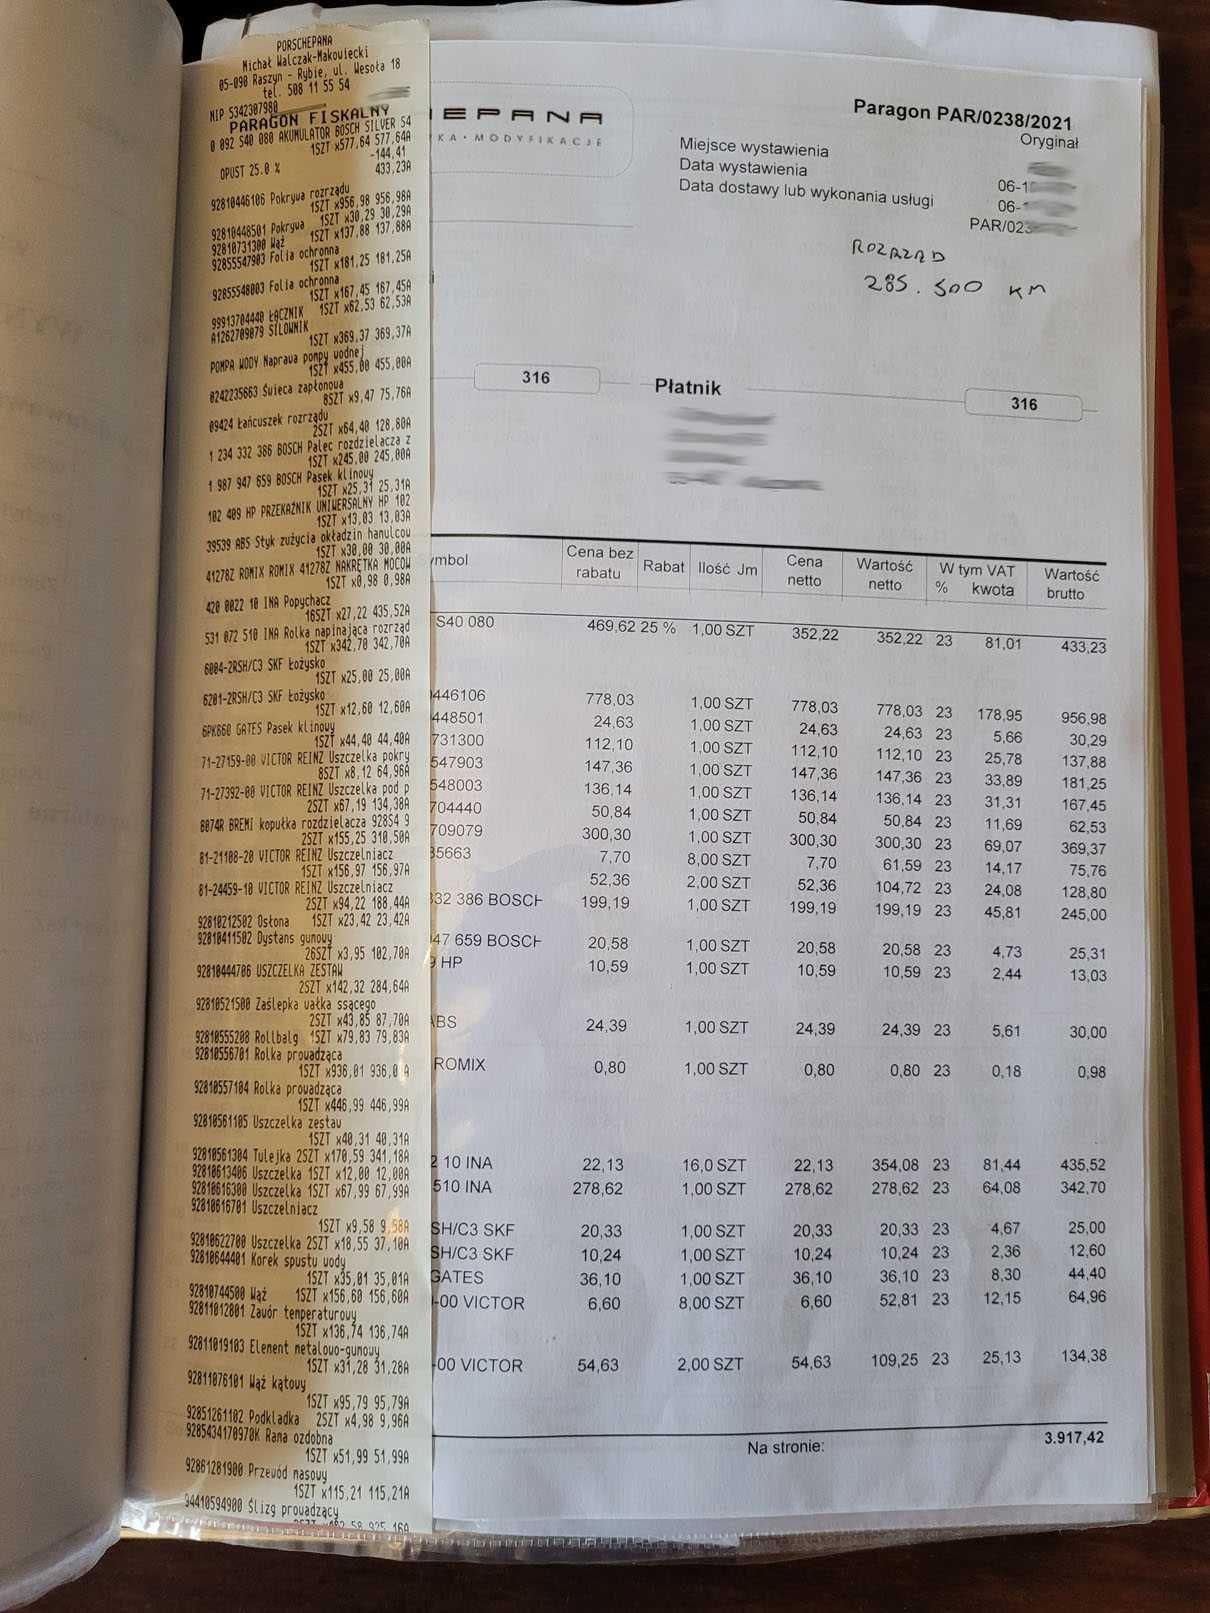 PORSCHEPANA
Michał Walczak-Makowiecki
05-090 Raszyn - Rybie, ul. Wesoła 18
tel. 508 11 55 54
NIP 5342307980
PARAGON FISKALNY
0 092 S40 080 AKUMULATOR BOSCH SILVER S4
1SZT x577,64 577,64A
-144,41
OPUST 25.0 % 433,23A
92810446106 Pokrywa rozrządu
1SZT x956,98 956,98A
92810448501 Pokrywa 1SZT x30,29 30,29A
92810731300 Wąż 1SZT x137,88 137,88A
92855547903 Folia ochronna
1SZT x181,25 181,25A
92855548003 Folia ochronna
1SZT x167,45 167,45A
99913704440 ŁĄCZNIK 1SZT x62,53 62,53A
A1262709079 SIŁOWNIK
1SZT x369,37 369,37A
POMPA WODY Naprawa pompy wodnej
1SZT x455,00 455,00A
0242235663 Świeca zapłonowa
8SZT x9,47 75,76A
09424 Łańcuszek rozrządu
2SZT x64,40 128,80A
1 234 332 386 BOSCH Palec rozdzielacza z
1SZT x245,00 245,00A
1 987 947 659 BOSCH Pasek klinowy
1SZT x25,31 25,31A
102 409 HP PRZEKAŹNIK UNIWERSALNY HP 102
1SZT x13,03 13,03A
39539 ABS Styk zużycia okładzin hamulcow
1SZT x30,00 30,00A
41278Z ROMIX ROMIX 41278Z NAKRĘTKA MOCOW
1SZT x0,98 0,98A
420 0022 10 INA Popychacz
16SZT x27,22 435,52A
531 072 510 INA Rolka napinająca rozrząd
1SZT x342,70 342,70A
6004-2RSH/C3 SKF Łożysko
1SZT x25,00 25,00A
6201-2RSH/C3 SKF Łożysko
1SZT x12,60 12,60A
6PK660 GATES Pasek klinowy
1SZT x44,40 44,40A
71-27159-00 VICTOR REINZ Uszczelka pokry
8SZT x8,12 64,96A
71-27392-00 VICTOR REINZ Uszczelka pod p
2SZT x67,19 134,38A
8074R BREMI kopułka rozdzielacza 928S4 9
2SZT x155,25 310,50A
81-21108-20 VICTOR REINZ Uszczelniacz
1SZT x156,97 156,97A
81-24459-10 VICTOR REINZ Uszczelniacz
2SZT x94,22 188,44A
92810212502 Osłona 1SZT x23,42 23,42A
92810411502 Dystans gumowy
26SZT x3,95 102,70A
92810444706 USZCZELKA ZESTAW
2SZT x142,32 284,64A
92810521500 Zaślepka wałka ssącego
2SZT x43,85 87,70A
92810555208 Rollbalg 1SZT x79,83 79,83A
92810556701 Rolka prowadząca
1SZT x936,01 936,01A
92810557104 Rolka prowadząca
1SZT x446,99 446,99A
92810561105 Uszczelka zestaw
1SZT x40,31 40,31A
92810561304 Tulejka 2SZT x170,59 341,18A
92810613406 Uszczelka 1SZT x12,00 12,00A
92810616300 Uszczelka 1SZT x67,99 67,99A
92810616701 Uszczelniacz
1SZT x9,58 9,58A
92810622700 Uszczelka 2SZT x18,55 37,10A
92810644401 Korek spustu wody
1SZT x35,01 35,01A
92810744500 Wąż 1SZT x156,60 156,60A
92811012801 Zawór temperaturowy
1SZT x136,74 136,74A
92811019103 Element metalowo-gumowy
1SZT x31,28 31,28A
92811076101 Wąż kątowy
1SZT x95,79 95,79A
92851261102 Podkładka 2SZT x4,98 9,96A
92854341709​70K Rama ozdobna
1SZT x51,99 51,99A
92861281900 Przewód masowy
1SZT x115,21 115,21A
94410594900 Ślizg prowadzący
EPANA
KA • MODYFIKACJE
Paragon PAR/0238/2021
Oryginał
Miejsce wystawienia
Data wystawienia 06-1
Data dostawy lub wykonania usługi 06-
PAR/023
ROZRZĄD
285.500 KM
316 Płatnik 316
ymbol Cena bez rabatu Rabat Ilość Jm Cena netto Wartość netto W tym VAT % kwota Wartość brutto
S40 080 469,62 25 % 1,00 SZT 352,22 352,22 23 81,01 433,23
446106 778,03 1,00 SZT 778,03 778,03 23 178,95 956,98
448501 24,63 1,00 SZT 24,63 24,63 23 5,66 30,29
731300 112,10 1,00 SZT 112,10 112,10 23 25,78 137,88
547903 147,36 1,00 SZT 147,36 147,36 23 33,89 181,25
548003 136,14 1,00 SZT 136,14 136,14 23 31,31 167,45
704440 50,84 1,00 SZT 50,84 50,84 23 11,69 62,53
709079 300,30 1,00 SZT 300,30 300,30 23 69,07 369,37
35663 7,70 8,00 SZT 7,70 61,59 23 14,17 75,76
52,36 2,00 SZT 52,36 104,72 23 24,08 128,80
332 386 BOSCH 199,19 1,00 SZT 199,19 199,19 23 45,81 245,00
47 659 BOSCH 20,58 1,00 SZT 20,58 20,58 23 4,73 25,31
9 HP 10,59 1,00 SZT 10,59 10,59 23 2,44 13,03
ABS 24,39 1,00 SZT 24,39 24,39 23 5,61 30,00
ROMIX 0,80 1,00 SZT 0,80 0,80 23 0,18 0,98
2 10 INA 22,13 16,0 SZT 22,13 354,08 23 81,44 435,52
510 INA 278,62 1,00 SZT 278,62 278,62 23 64,08 342,70
SH/C3 SKF 20,33 1,00 SZT 20,33 20,33 23 4,67 25,00
SH/C3 SKF 10,24 1,00 SZT 10,24 10,24 23 2,36 12,60
GATES 36,10 1,00 SZT 36,10 36,10 23 8,30 44,40
-00 VICTOR 6,60 8,00 SZT 6,60 52,81 23 12,15 64,96
-00 VICTOR 54,63 2,00 SZT 54,63 109,25 23 25,13 134,38
Na stronie: 3.917,42